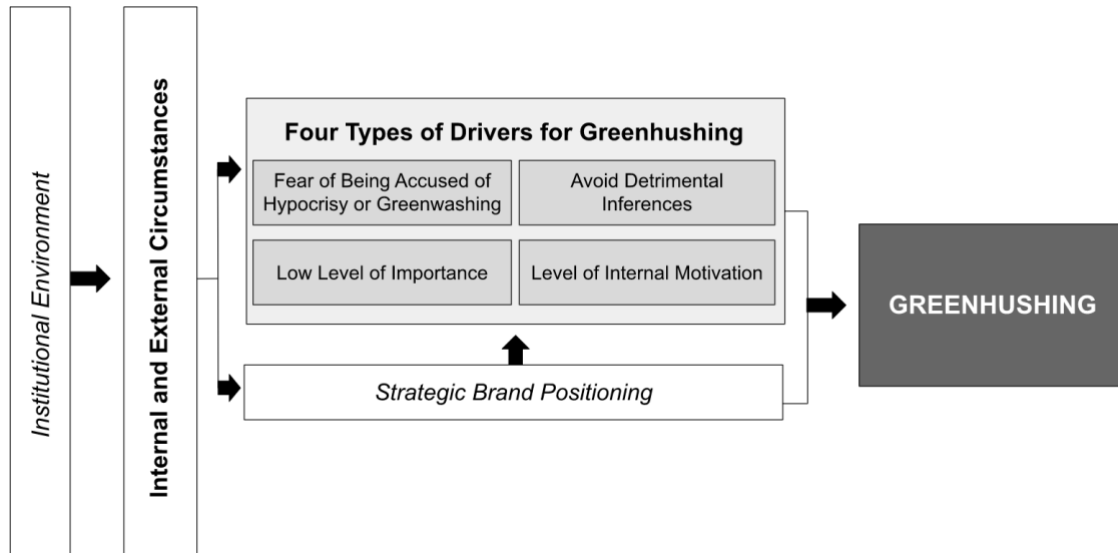 Institutional Environment
Internal and External Circumstances
Four Types of Drivers for Greenhushing
Fear of Being Accused of
Hypocrisy or Greenwashing
Avoid Detrimental
Inferences
Low Level of Importance
Level of Internal Motivation
Strategic Brand Positioning
GREENHUSHING